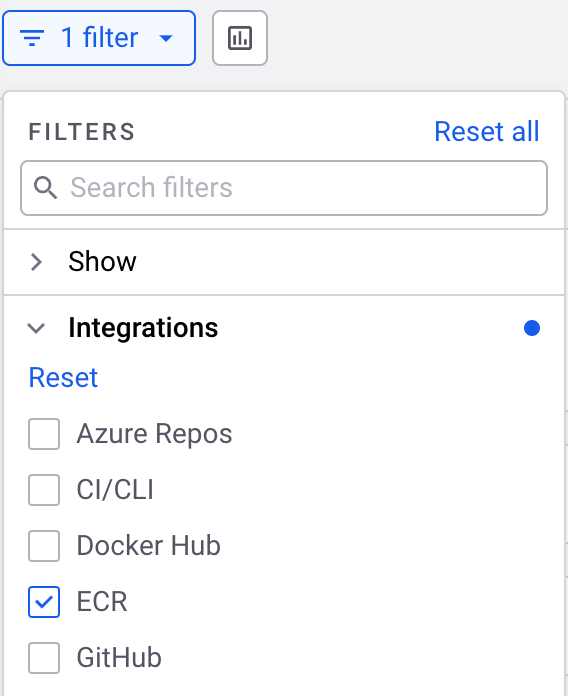 1 filter
FILTERS
Reset all
Search filters
Show
Integrations
Reset
Azure Repos
CI/CLI
Docker Hub
ECR
GitHub